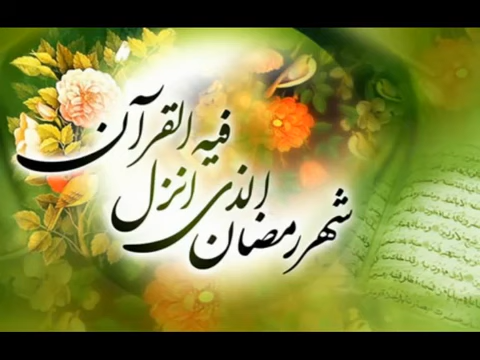 شهر رمضان
الذی انزل
فیه القرآن